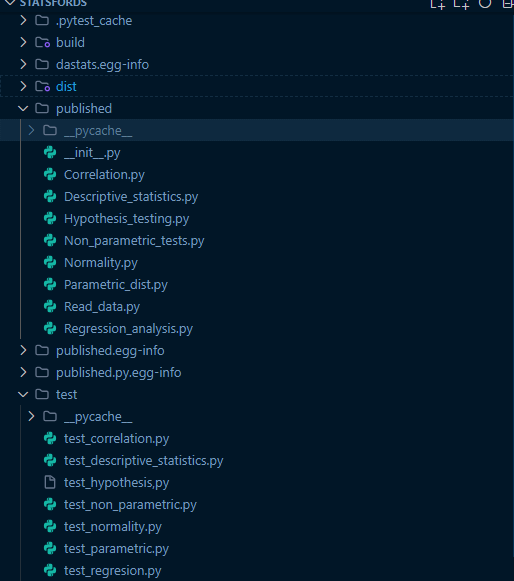 STATSFORDS
.pytest_cache
build
dastats.egg-info
dist
published
__pycache__
__init__.py
Correlation.py
Descriptive_statistics.py
Hypothesis_testing.py
Non_parametric_tests.py
Normality.py
Parametric_dist.py
Read_data.py
Regression_analysis.py
published.egg-info
published.py.egg-info
test
__pycache__
test_correlation.py
test_descriptive_statistics.py
test_hypothesis,py
test_non_parametric.py
test_normality.py
test_parametric.py
test_regresion.py